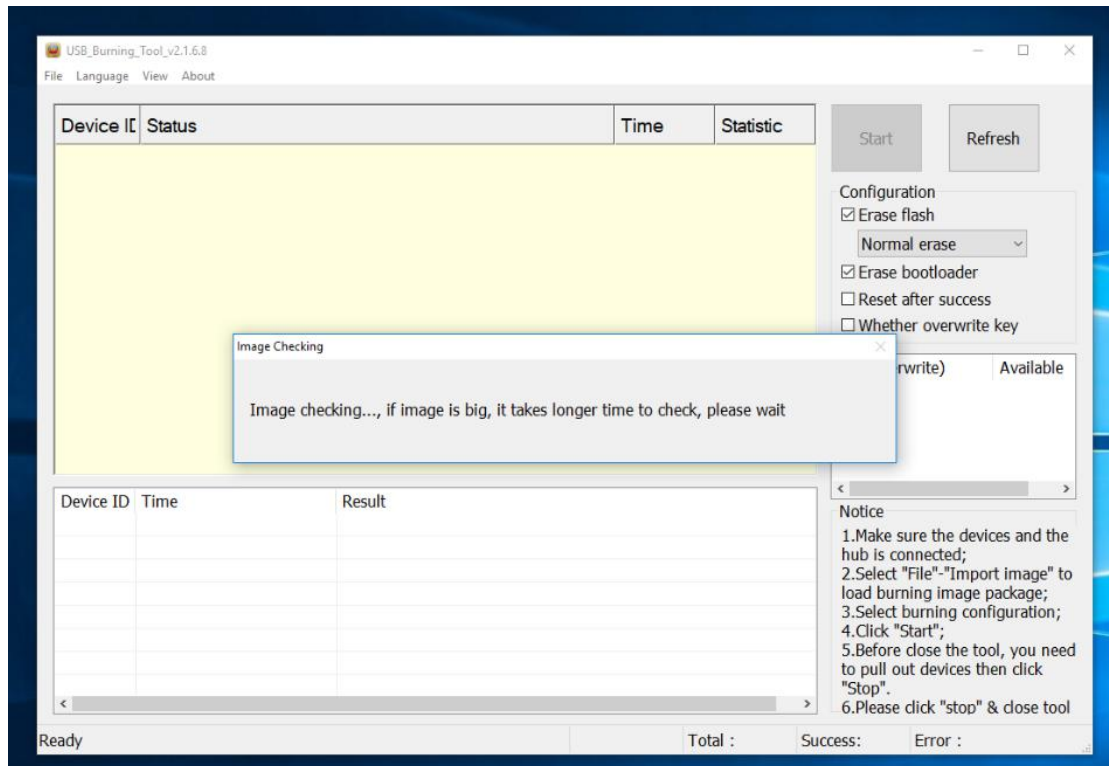 USB_Burning_Tool_v2.1.6.8
File Language View About
Device ID Status Time Statistic
Start Refresh
Configuration
Erase flash
Normal erase
Erase bootloader
Reset after success
Whether overwrite key
Image Checking
Image checking..., if image is big, it takes longer time to check, please wait
rwrite) Available
Device ID Time Result
Notice
1.Make sure the devices and the
hub is connected;
2.Select "File"-"Import image" to
load burning image package;
3.Select burning configuration;
4.Click "Start";
5.Before close the tool, you need
to pull out devices then click
"Stop".
6.Please click "stop" & close tool
Ready Total : Success: Error :